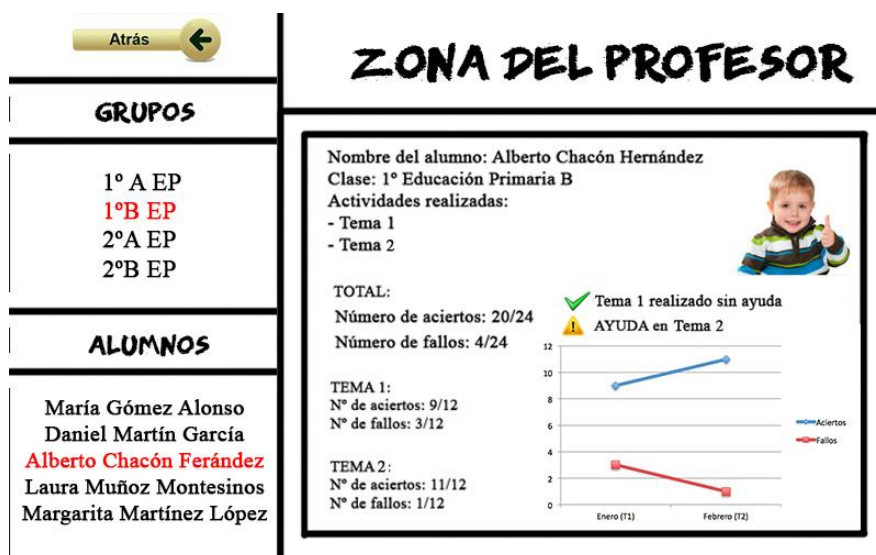 Atrás
ZONA DEL PROFESOR
GRUPOS
1º A EP
1ºB EP
2ºA EP
2ºB EP
ALUMNOS
María Gómez Alonso
Daniel Martín García
Alberto Chacón Ferández
Laura Muñoz Montesinos
Margarita Martínez López
Nombre del alumno: Alberto Chacón Hernández
Clase: 1º Educación Primaria B
Actividades realizadas:
- Tema 1
- Tema 2
TOTAL:
Número de aciertos: 20/24
Número de fallos: 4/24
TEMA 1:
Nº de aciertos: 9/12
Nº de fallos: 3/12
TEMA 2:
Nº de aciertos: 11/12
Nº de fallos: 1/12
Tema 1 realizado sin ayuda
AYUDA en Tema 2
12
10
8
6
4
2
0
Enero (T1)
Febrero (T2)
Aciertos
Fallos